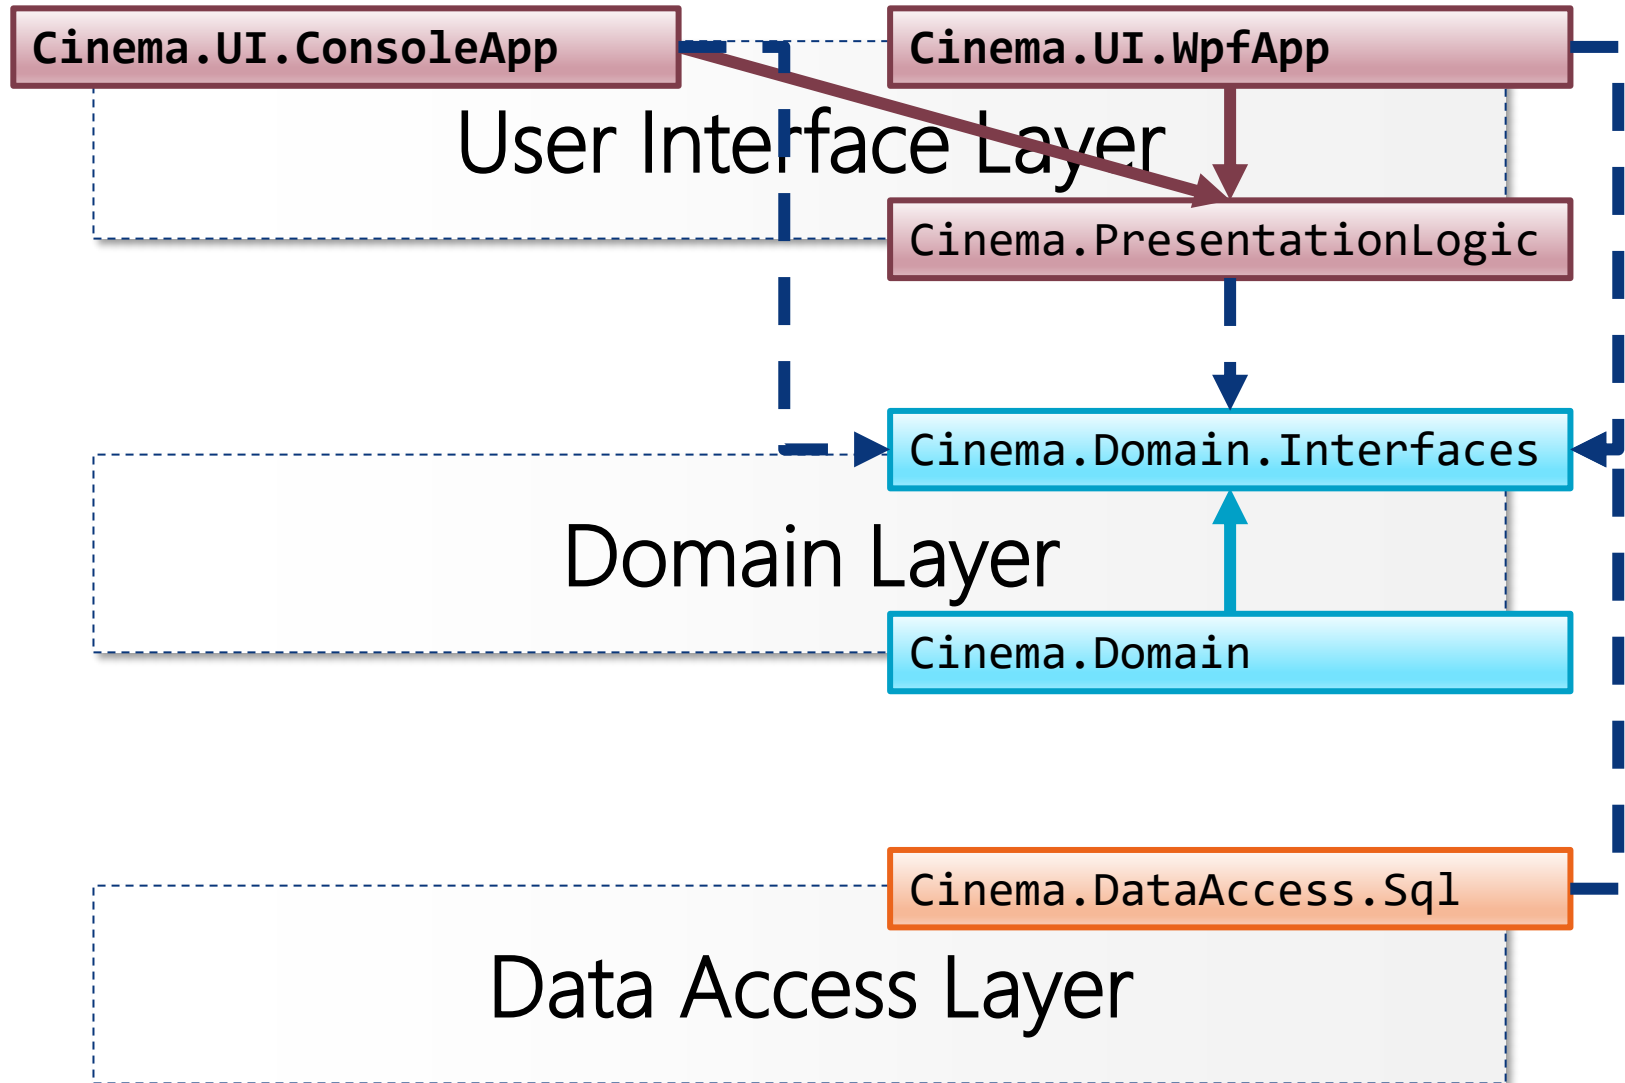 Cinema.UI.ConsoleApp
Cinema.UI.WpfApp
User Interface Layer
Cinema.PresentationLogic
Cinema.Domain.Interfaces
Domain Layer
Cinema.Domain
Cinema.DataAccess.Sql
Data Access Layer